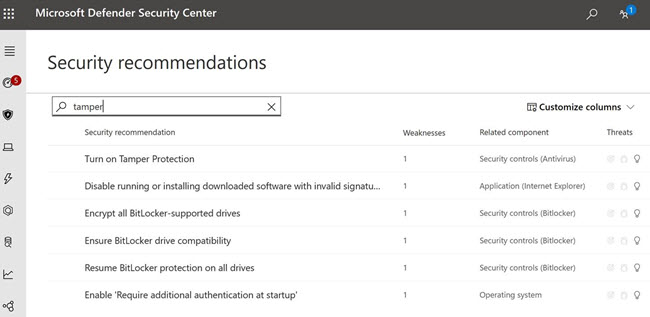 Microsoft Defender Security Center
1
Security recommendations
5
tamper
Customize columns
Security recommendation Weaknesses Related component Threats
Turn on Tamper Protection 1 Security controls (Antivirus)
Disable running or installing downloaded software with invalid signatu... 1 Application (Internet Explorer)
Encrypt all BitLocker-supported drives 1 Security controls (Bitlocker)
Ensure BitLocker drive compatibility 1 Security controls (Bitlocker)
Resume BitLocker protection on all drives 1 Security controls (Bitlocker)
Enable 'Require additional authentication at startup' 1 Operating system